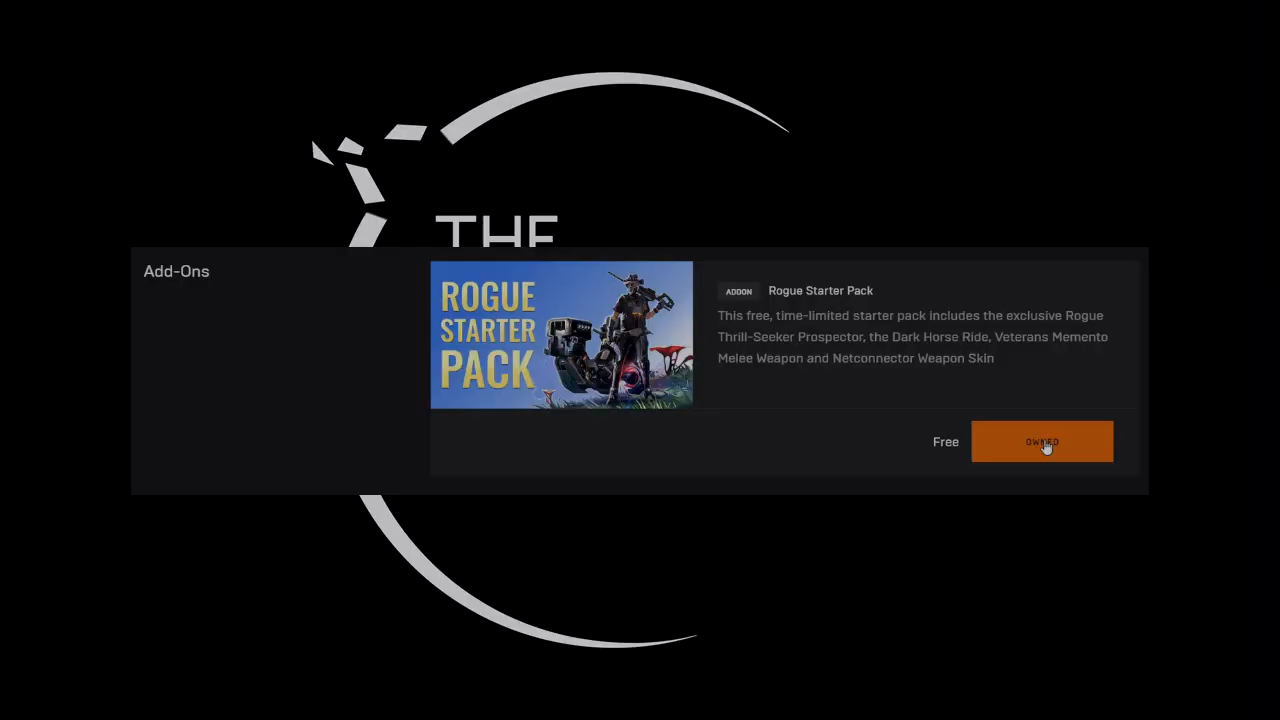 THE
Add-Ons
ROGUE
STARTER
PACK
ADDON Rogue Starter Pack
This free, time-limited starter pack includes the exclusive Rogue
Thrill-Seeker Prospector, the Dark Horse Ride, Veterans Memento
Melee Weapon and Netconnector Weapon Skin
Free OWNED